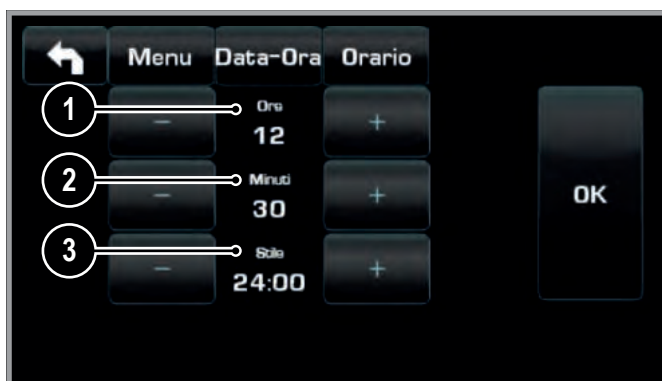 Menu Data-Ora Orario
1 Ore
- 12 +
2 Minuti
- 30 + OK
3 Stile
- 24:00 +